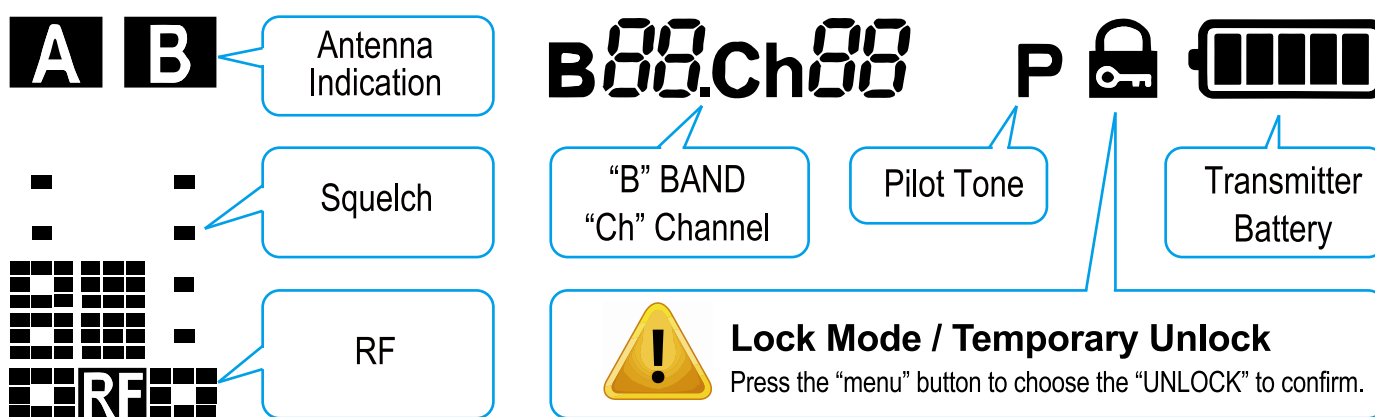 A B
Antenna
Indication
B88.Ch88
P
Squelch
"B" BAND
"Ch" Channel
Pilot Tone
Transmitter
Battery
RF
RF
Lock Mode / Temporary Unlock
Press the “menu” button to choose the “UNLOCK” to confirm.